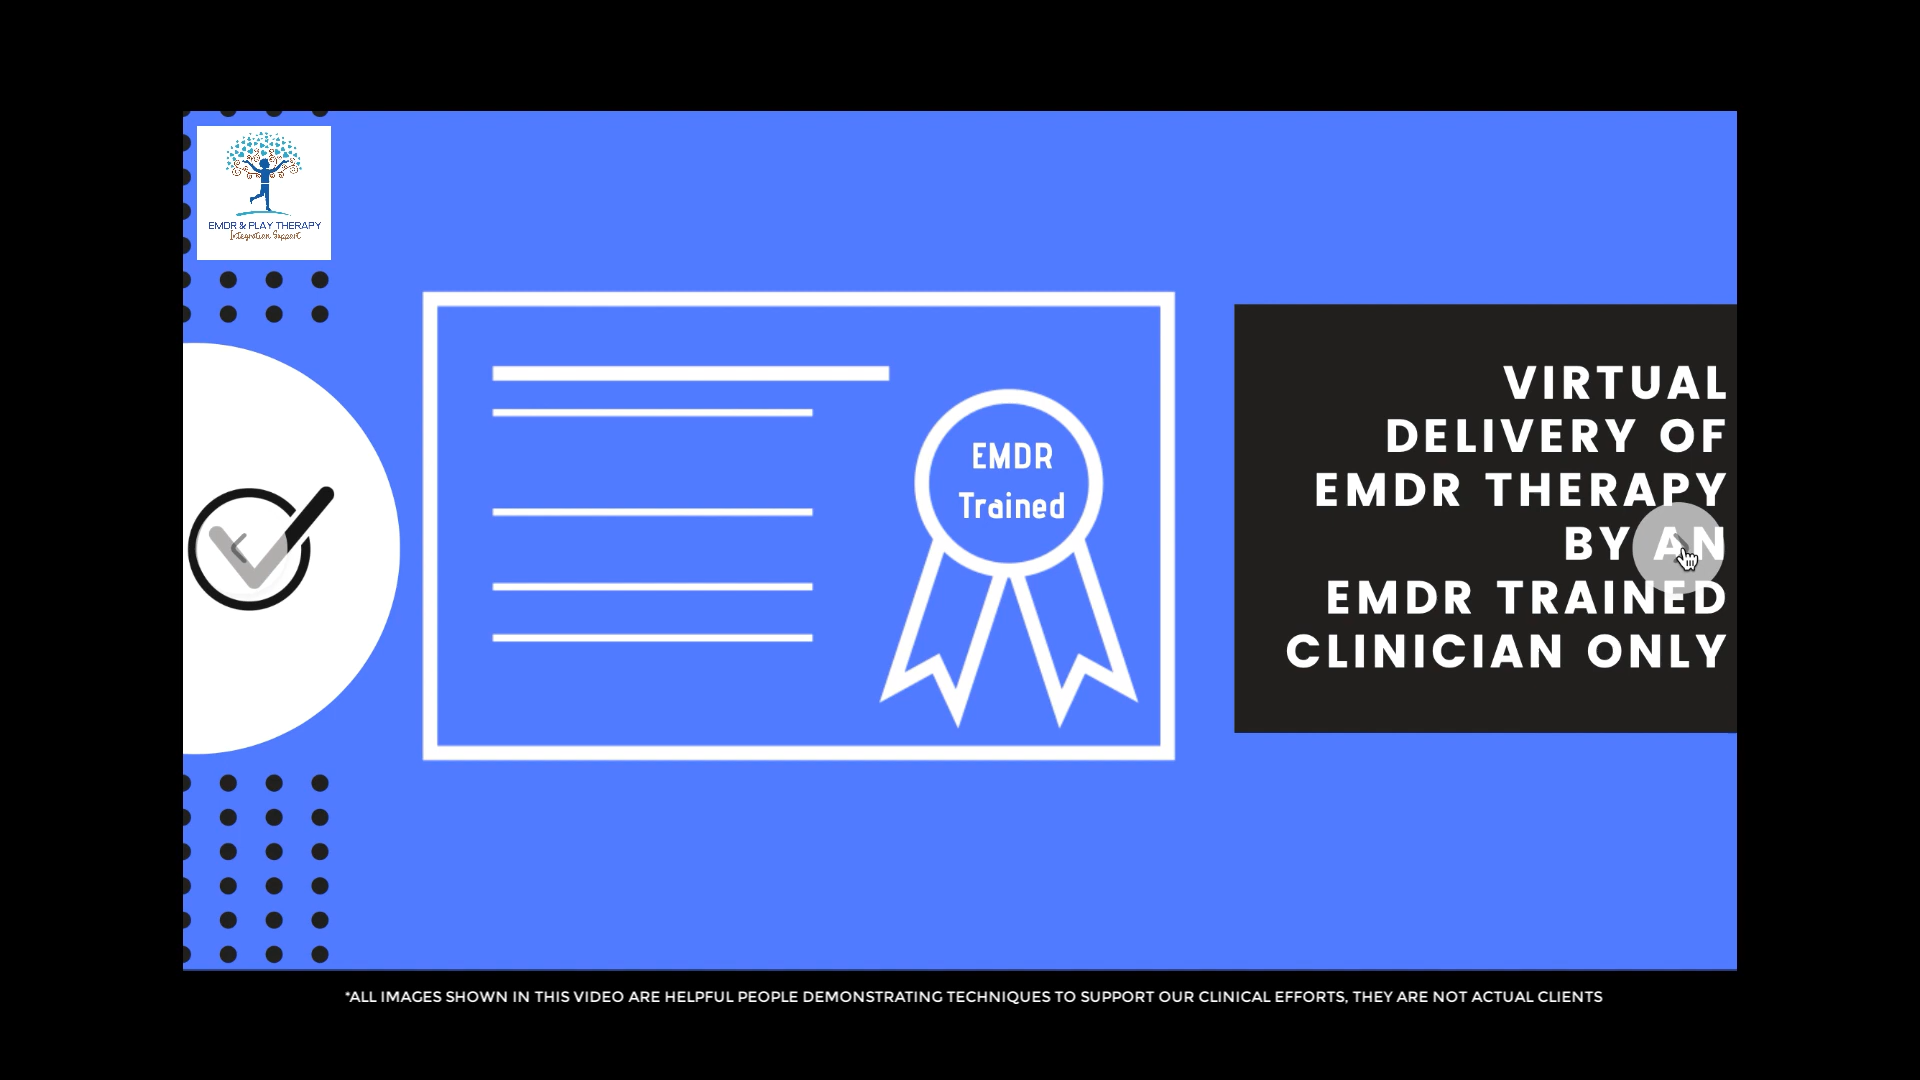 EMDR & PLAY THERAPY
Integration Support
EMDR
Trained
VIRTUAL
DELIVERY OF
EMDR THERAPY
BY AN
EMDR TRAINED
CLINICIAN ONLY
*ALL IMAGES SHOWN IN THIS VIDEO ARE HELPFUL PEOPLE DEMONSTRATING TECHNIQUES TO SUPPORT OUR CLINICAL EFFORTS, THEY ARE NOT ACTUAL CLIENTS